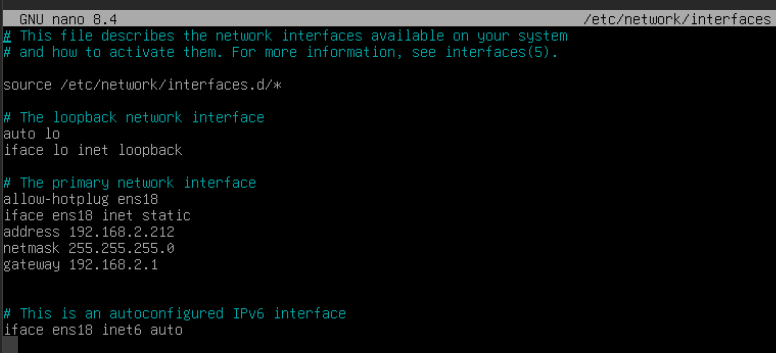 GNU nano 8.4 /etc/network/interfaces
# This file describes the network interfaces available on your system
# and how to activate them. For more information, see interfaces(5).
source /etc/network/interfaces.d/*
# The loopback network interface
auto lo
iface lo inet loopback
# The primary network interface
allow-hotplug ens18
iface ens18 inet static
address 192.168.2.212
netmask 255.255.255.0
gateway 192.168.2.1
# This is an autoconfigured IPv6 interface
iface ens18 inet6 auto